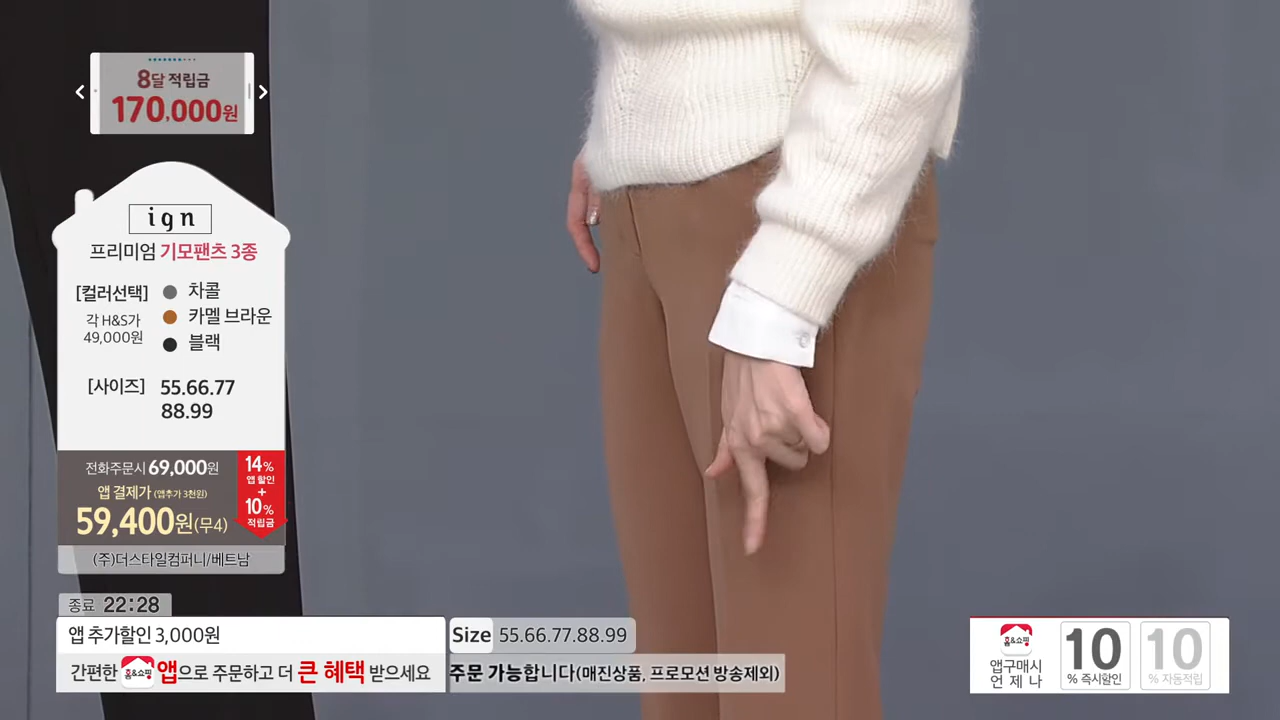 8달 적립금
170,000원
ign
프리미엄 기모팬츠 3종
[컬러선택] 차콜
각 H&S가 카멜 브라운
49,000원 블랙
[사이즈] 55.66.77
88.99
전화주문시 69,000원
앱 결제가 (앱추가 3천원)
59,400원(무4)
14%
앱 할인
+
10%
적립금
(주)더스타일컴퍼니/베트남
종료 22:28
앱 추가할인 3,000원
Size 55.66.77.88.99
간편한 홈&쇼핑 앱으로 주문하고 더 큰 혜택 받으세요
주문 가능합니다(매진상품, 프로모션 방송제외)
홈&쇼핑
앱구매시
언제나
10
% 즉시할인
10
% 자동적립